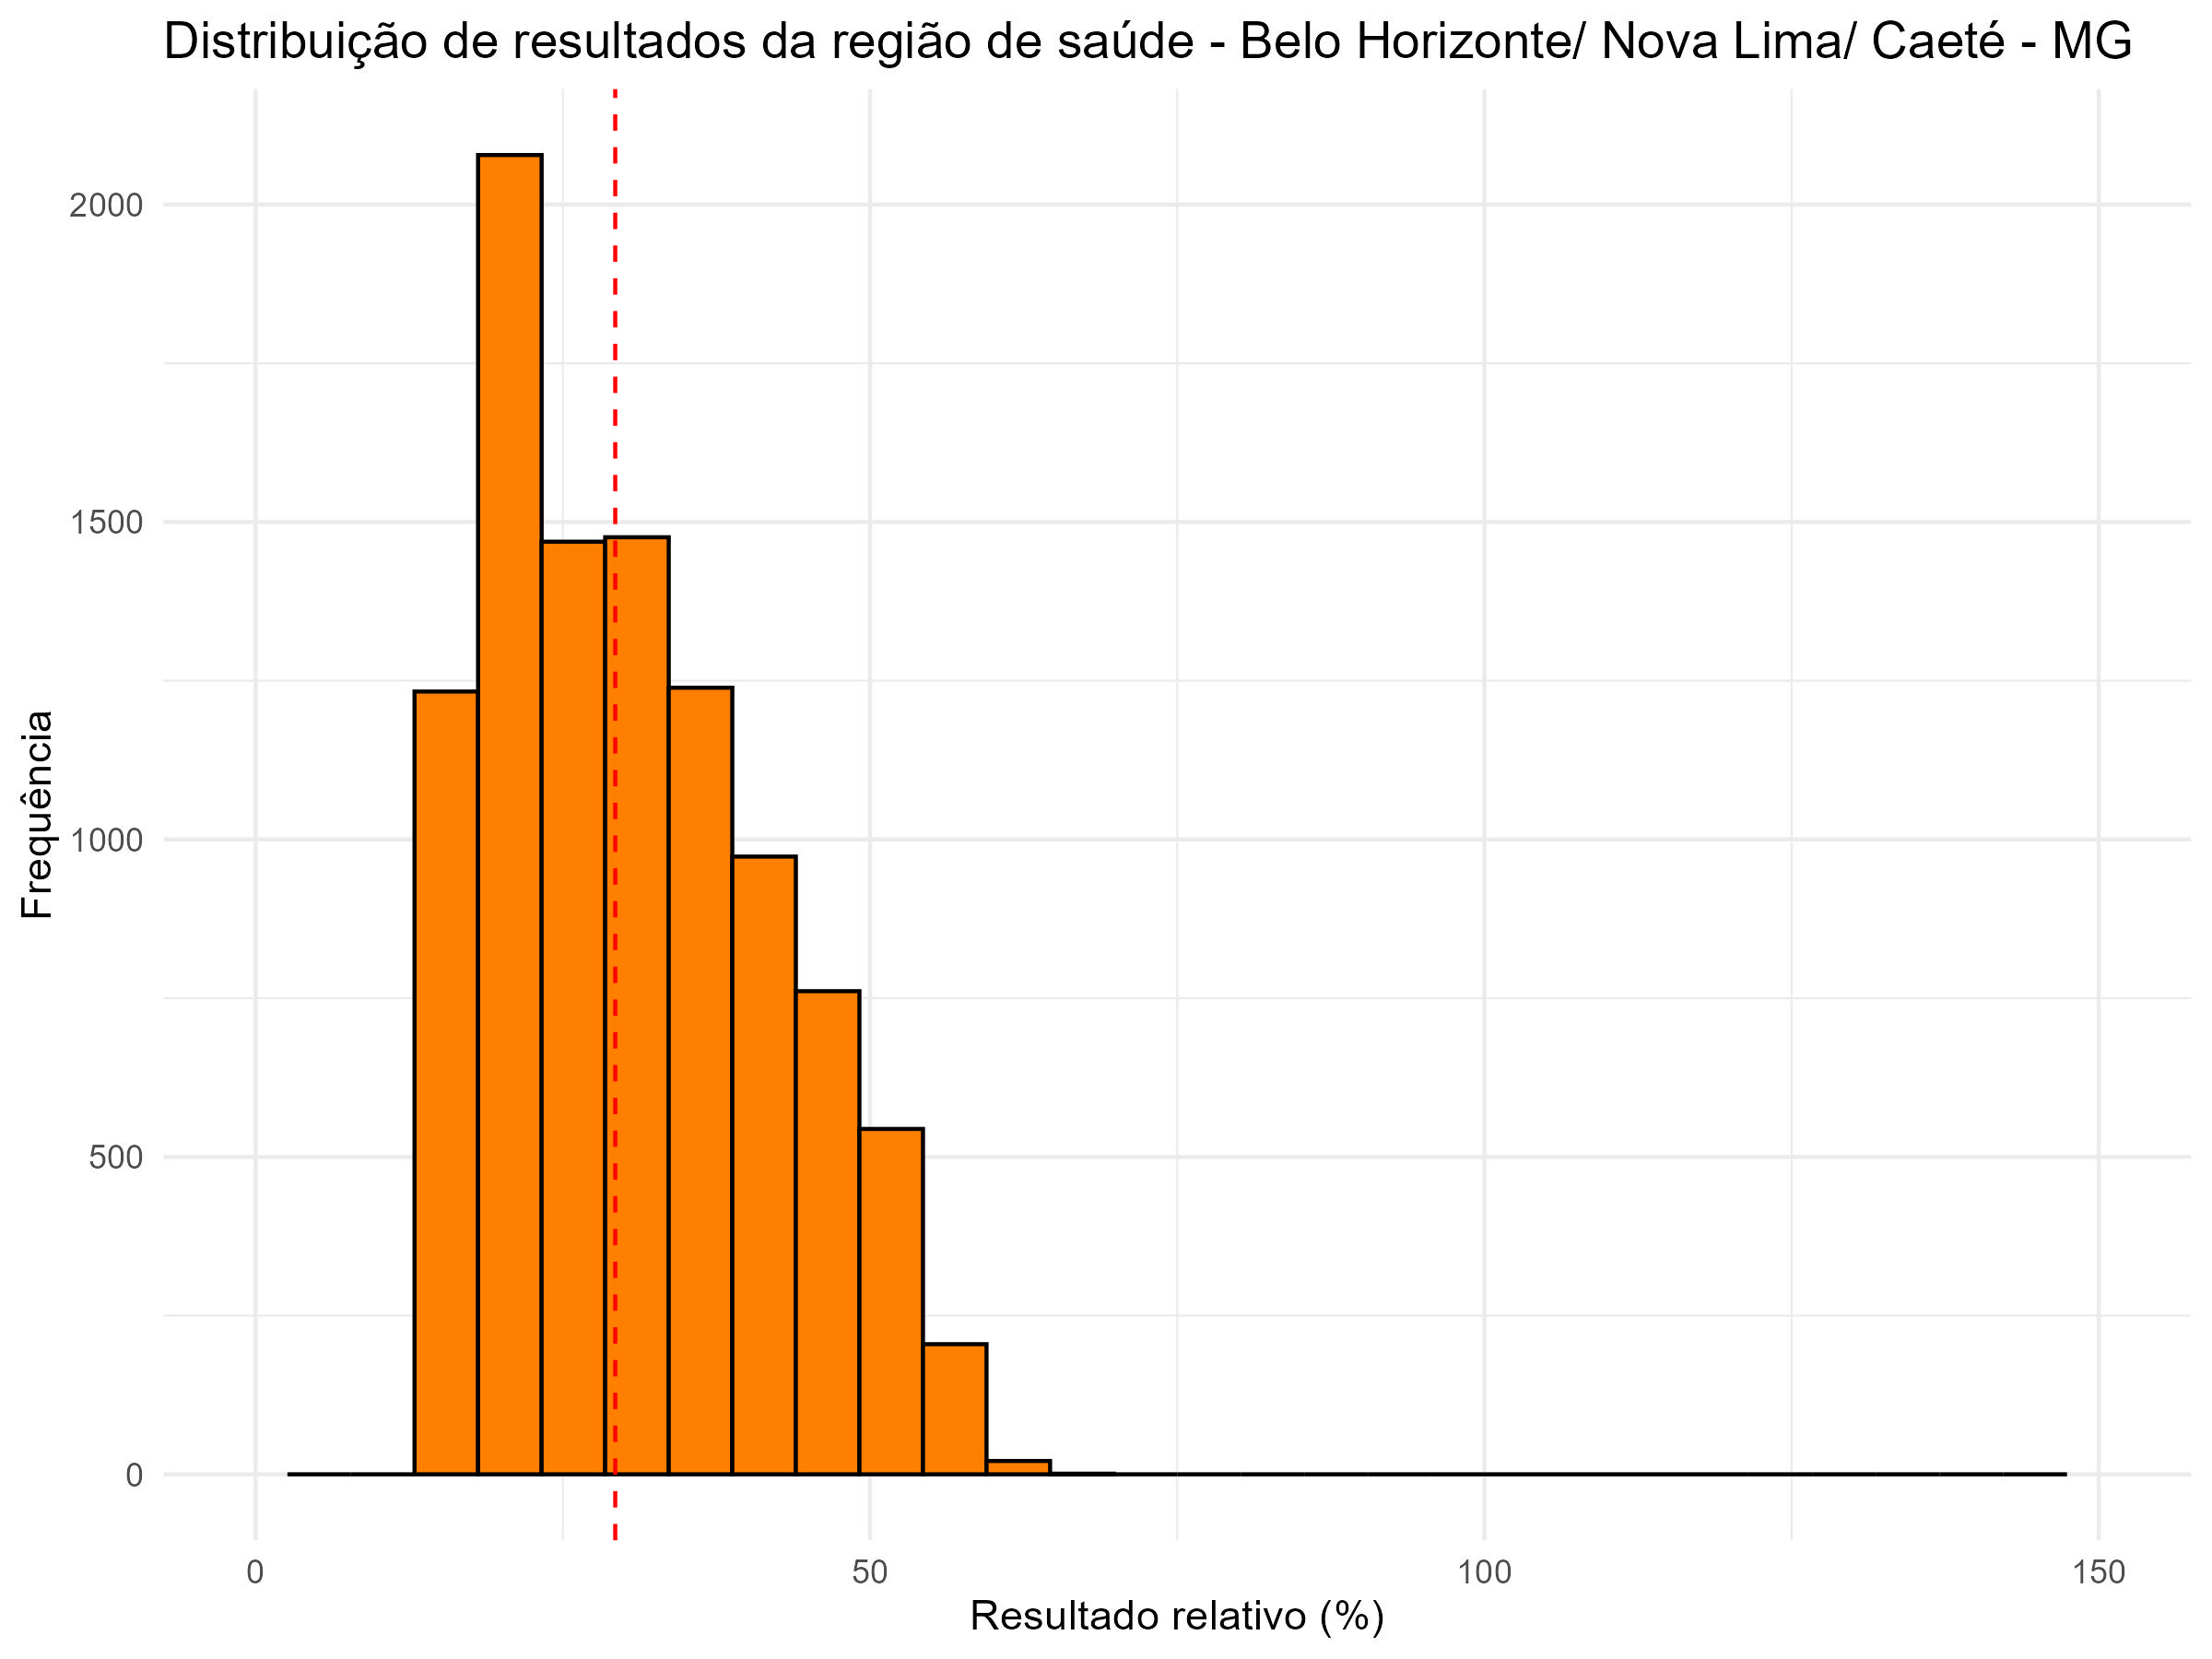 Distribuição de resultados da região de saúde - Belo Horizonte/ Nova Lima/ Caeté - MG
Frequência
2000
1500
1000
500
0
0 50 100 150
Resultado relativo (%)